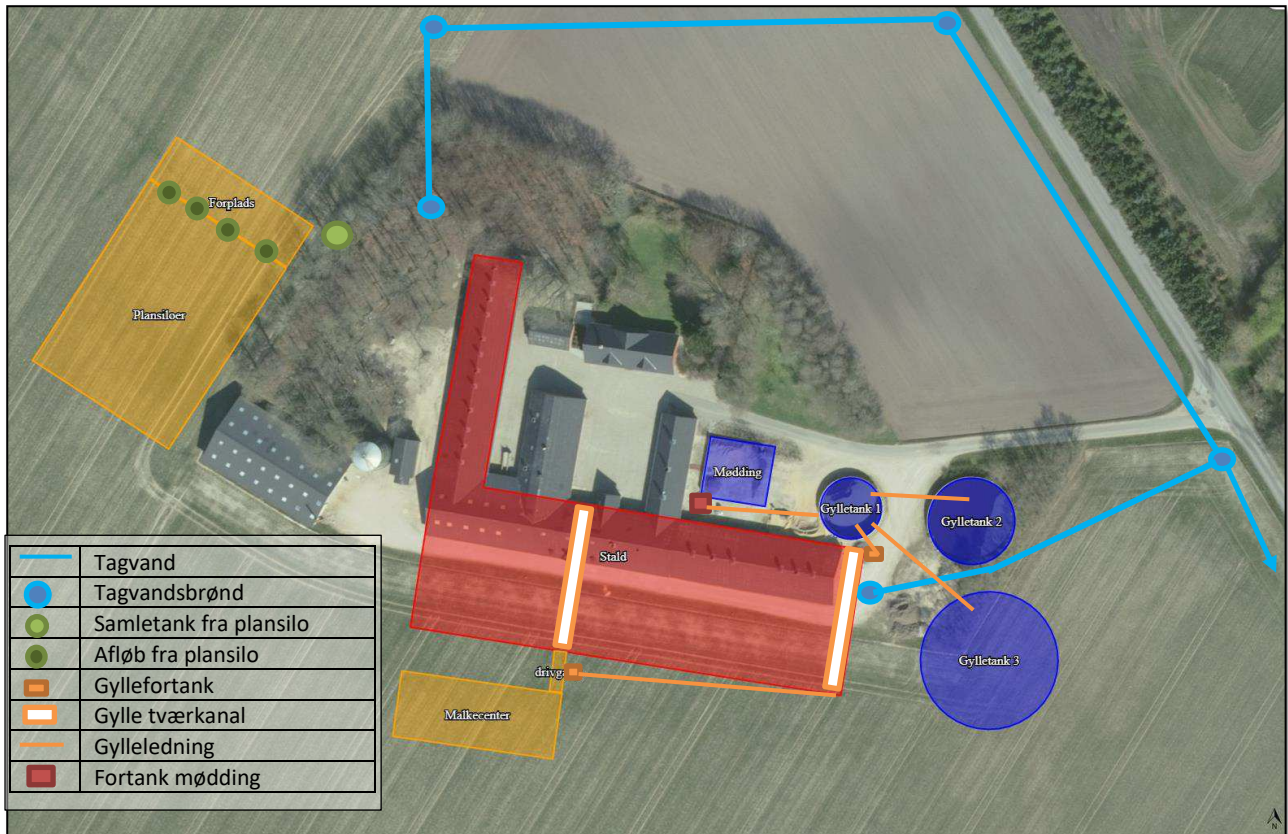 Forplads
Plansiloer
Mødding
Gylletank 1
Gylletank 2
Stald
Gylletank 3
drivga
Malkecenter
Tagvand
Tagvandsbrønd
Samletank fra plansilo
Afløb fra plansilo
Gyllefortank
Gylle tværkanal
Gylleledning
Fortank mødding
N